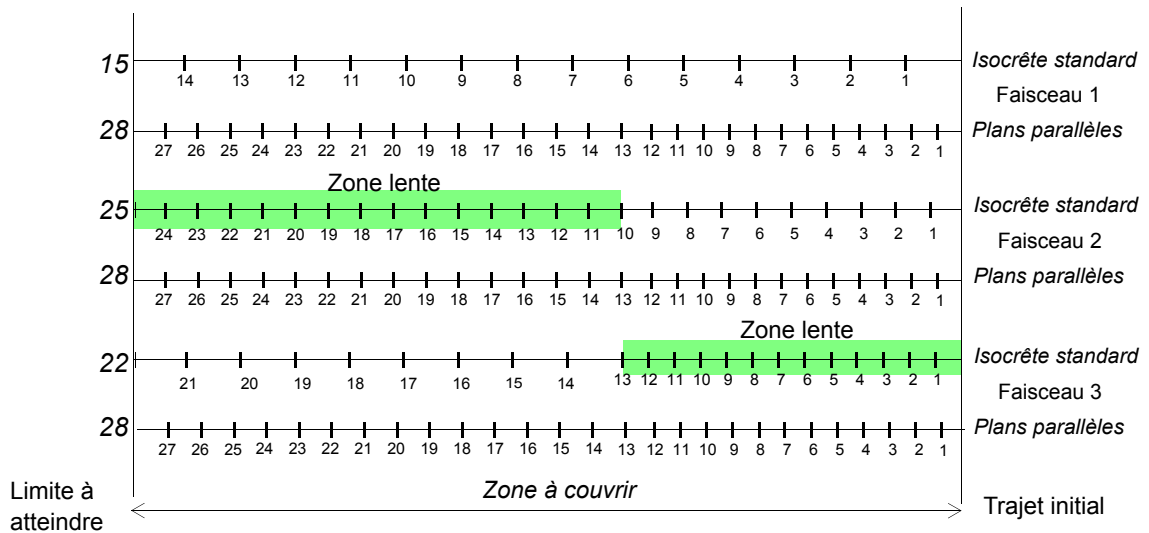 15 Isocrête standard
14 13 12 11 10 9 8 7 6 5 4 3 2 1
Faisceau 1
28 Plans parallèles
27 26 25 24 23 22 21 20 19 18 17 16 15 14 13 12 11 10 9 8 7 6 5 4 3 2 1
Zone lente
25 Isocrête standard
24 23 22 21 20 19 18 17 16 15 14 13 12 11 10 9 8 7 6 5 4 3 2 1
Faisceau 2
28 Plans parallèles
27 26 25 24 23 22 21 20 19 18 17 16 15 14 13 12 11 10 9 8 7 6 5 4 3 2 1
Zone lente
22 Isocrête standard
21 20 19 18 17 16 15 14 13 12 11 10 9 8 7 6 5 4 3 2 1
Faisceau 3
28 Plans parallèles
27 26 25 24 23 22 21 20 19 18 17 16 15 14 13 12 11 10 9 8 7 6 5 4 3 2 1
Limite à
atteindre
Zone à couvrir
Trajet initial